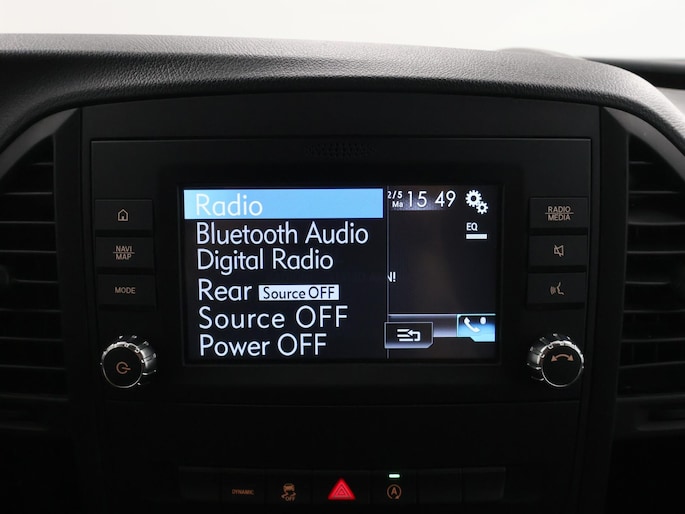 Radio
Bluetooth Audio
Digital Radio
Rear Source OFF
Source OFF
Power OFF
2/5
Ma
15 49
EQ
N!
NAVI
MAP
MODE
RADIO
MEDIA
DYNAMIC
OFF
A